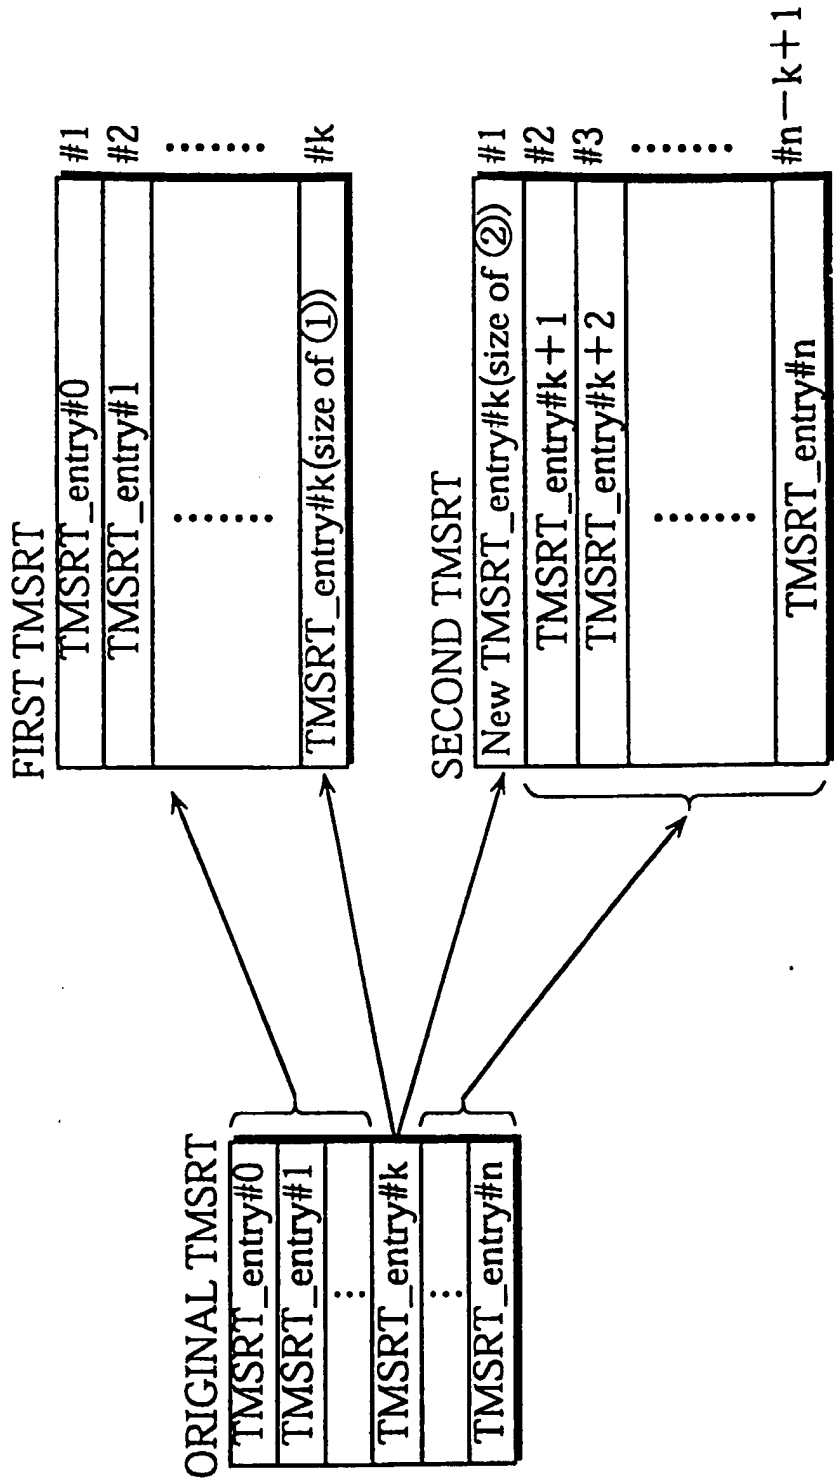 ORIGINAL TMSRT
TMSRT_entry#0
TMSRT_entry#1
...
TMSRT_entry#k
...
TMSRT_entry#n
FIRST TMSRT
TMSRT_entry#0 #1
TMSRT_entry#1 #2
....... .......
TMSRT_entry#k(size of ①) #k
SECOND TMSRT
New TMSRT_entry#k(size of ②) #1
TMSRT_entry#k+1 #2
TMSRT_entry#k+2 #3
....... .......
TMSRT_entry#n #n−k+1